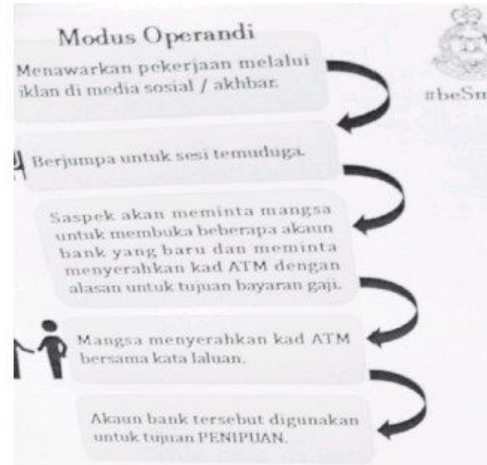 Modus Operandi
Menawarkan pekerjaan melalui
iklan di media sosial / akhbar.
#beSm
Berjumpa untuk sesi temuduga.
Saspek akan meminta mangsa
untuk membuka beberapa akaun
bank yang baru dan meminta
menyerahkan kad ATM dengan
alasan untuk tujuan bayaran gaji.
Mangsa menyerahkan kad ATM
bersama kata laluan.
Akaun bank tersebut digunakan
untuk tujuan PENIPUAN.